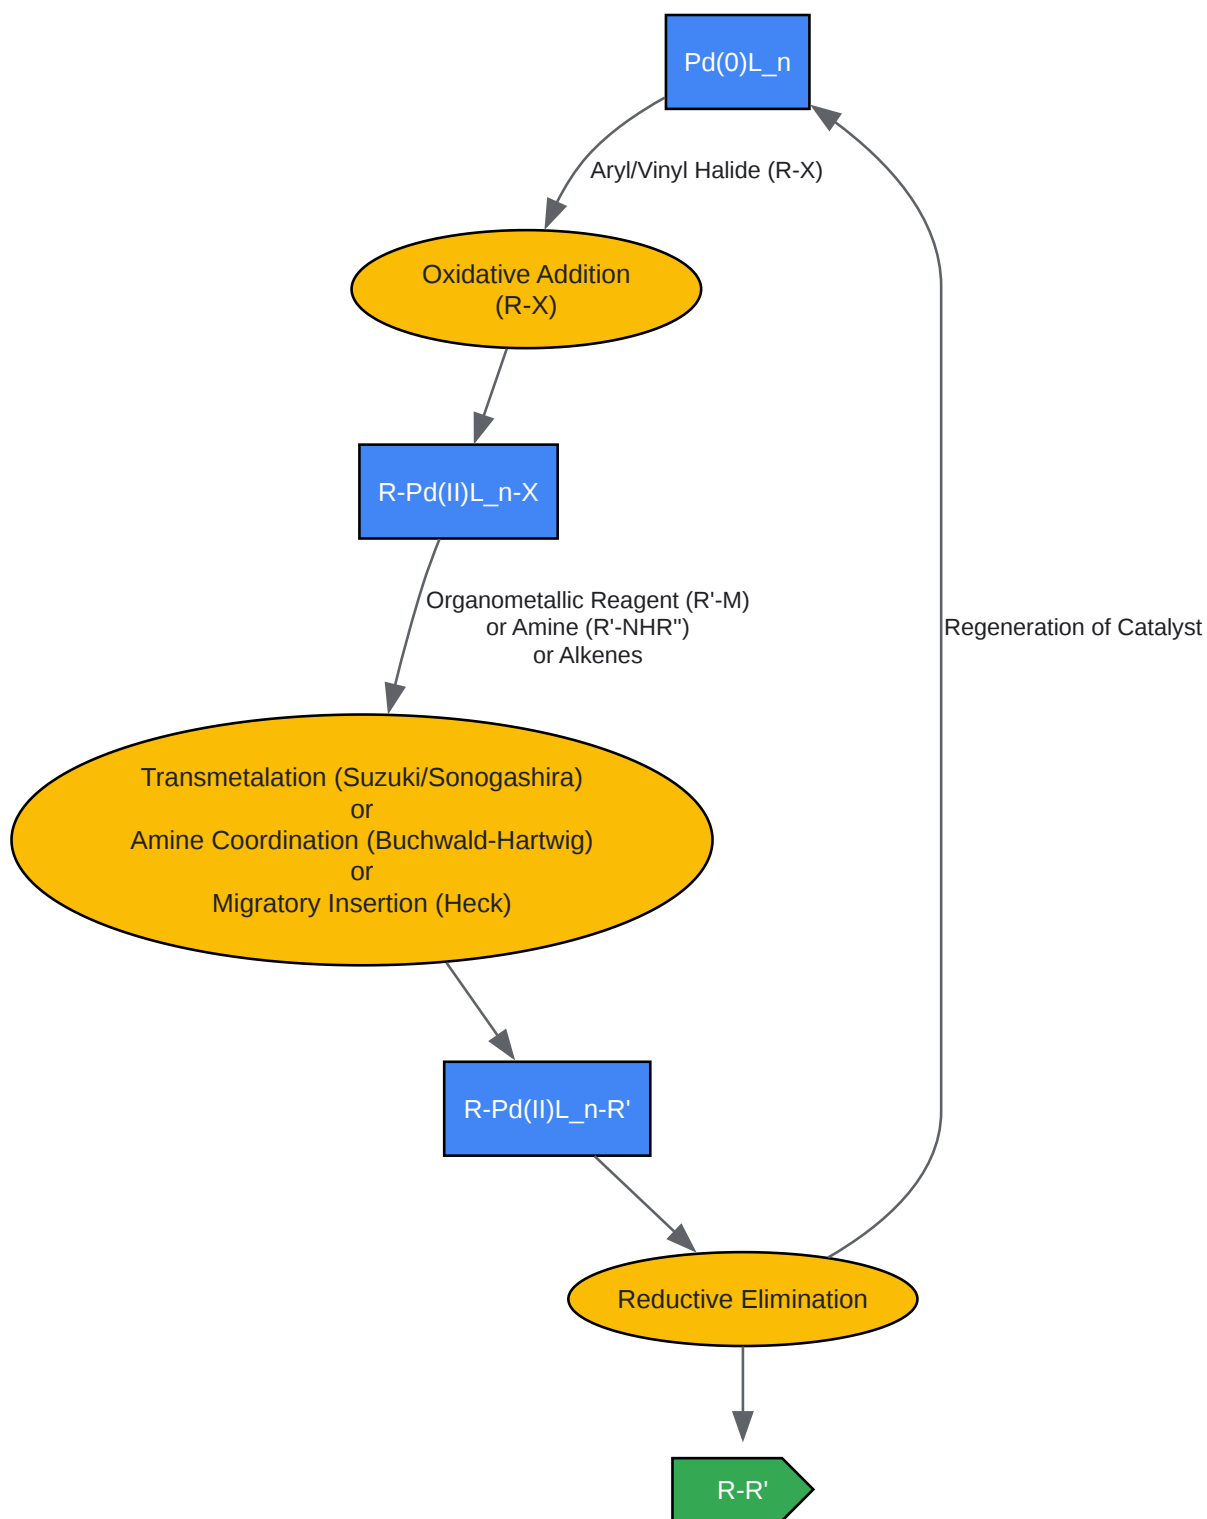 Pd(0)L_n
Aryl/Vinyl Halide (R-X)
Oxidative Addition
(R-X)
R-Pd(II)L_n-X
Organometallic Reagent (R'-M)
or Amine (R'-NHR'')
or Alkenes
Regeneration of Catalyst
Transmetalation (Suzuki/Sonogashira)
or
Amine Coordination (Buchwald-Hartwig)
or
Migratory Insertion (Heck)
R-Pd(II)L_n-R'
Reductive Elimination
R-R'